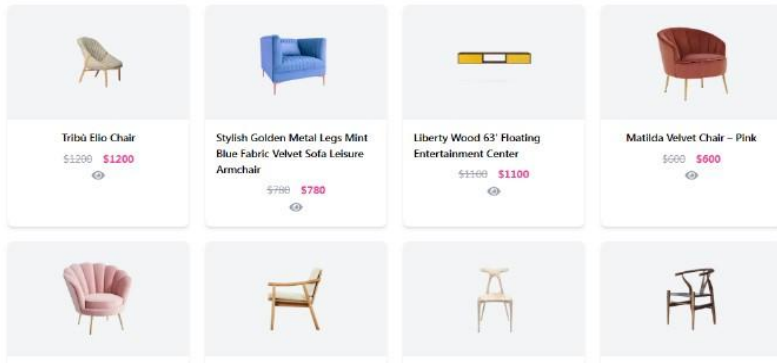 Tribù Elio Chair
$1200 $1200
Stylish Golden Metal Legs Mint
Blue Fabric Velvet Sofa Leisure
Armchair
$780 $780
Liberty Wood 63' Floating
Entertainment Center
$1100 $1100
Matilda Velvet Chair – Pink
$600 $600